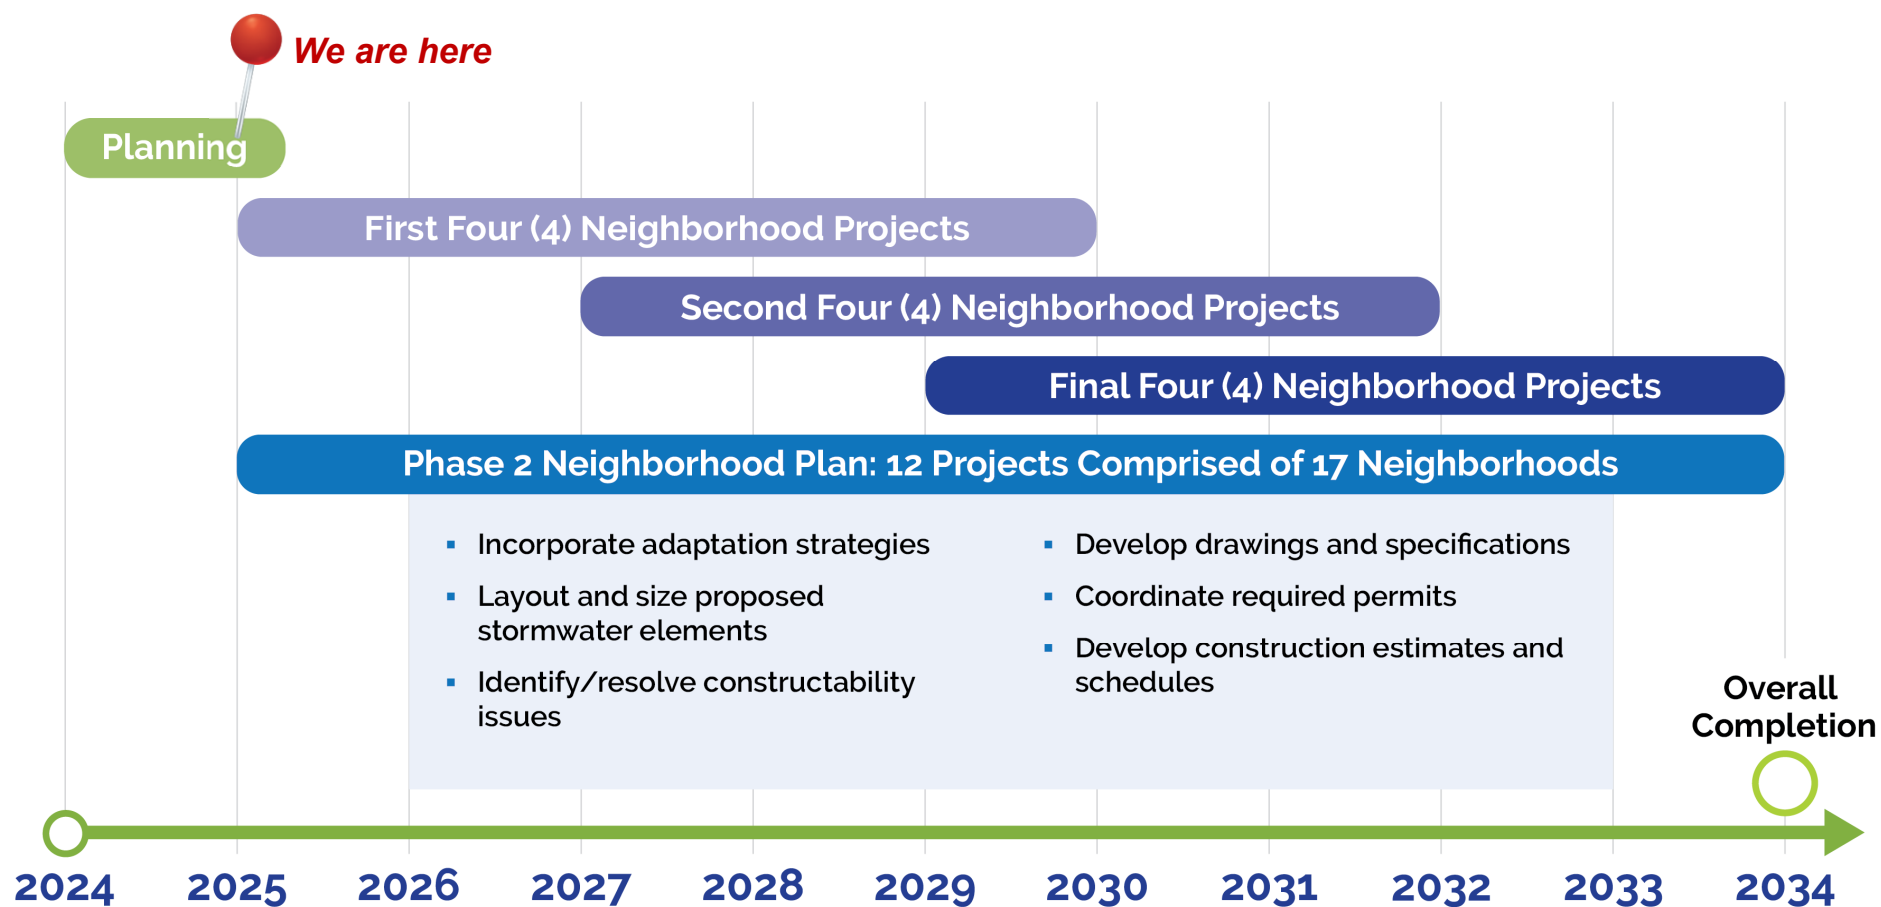 We are here
Planning
First Four (4) Neighborhood Projects
Second Four (4) Neighborhood Projects
Final Four (4) Neighborhood Projects
Phase 2 Neighborhood Plan: 12 Projects Comprised of 17 Neighborhoods
▪ Incorporate adaptation strategies
▪ Layout and size proposed
stormwater elements
▪ Identify/resolve constructability
issues
▪ Develop drawings and specifications
▪ Coordinate required permits
▪ Develop construction estimates and
schedules
Overall
Completion
2024 2025 2026 2027 2028 2029 2030 2031 2032 2033 2034